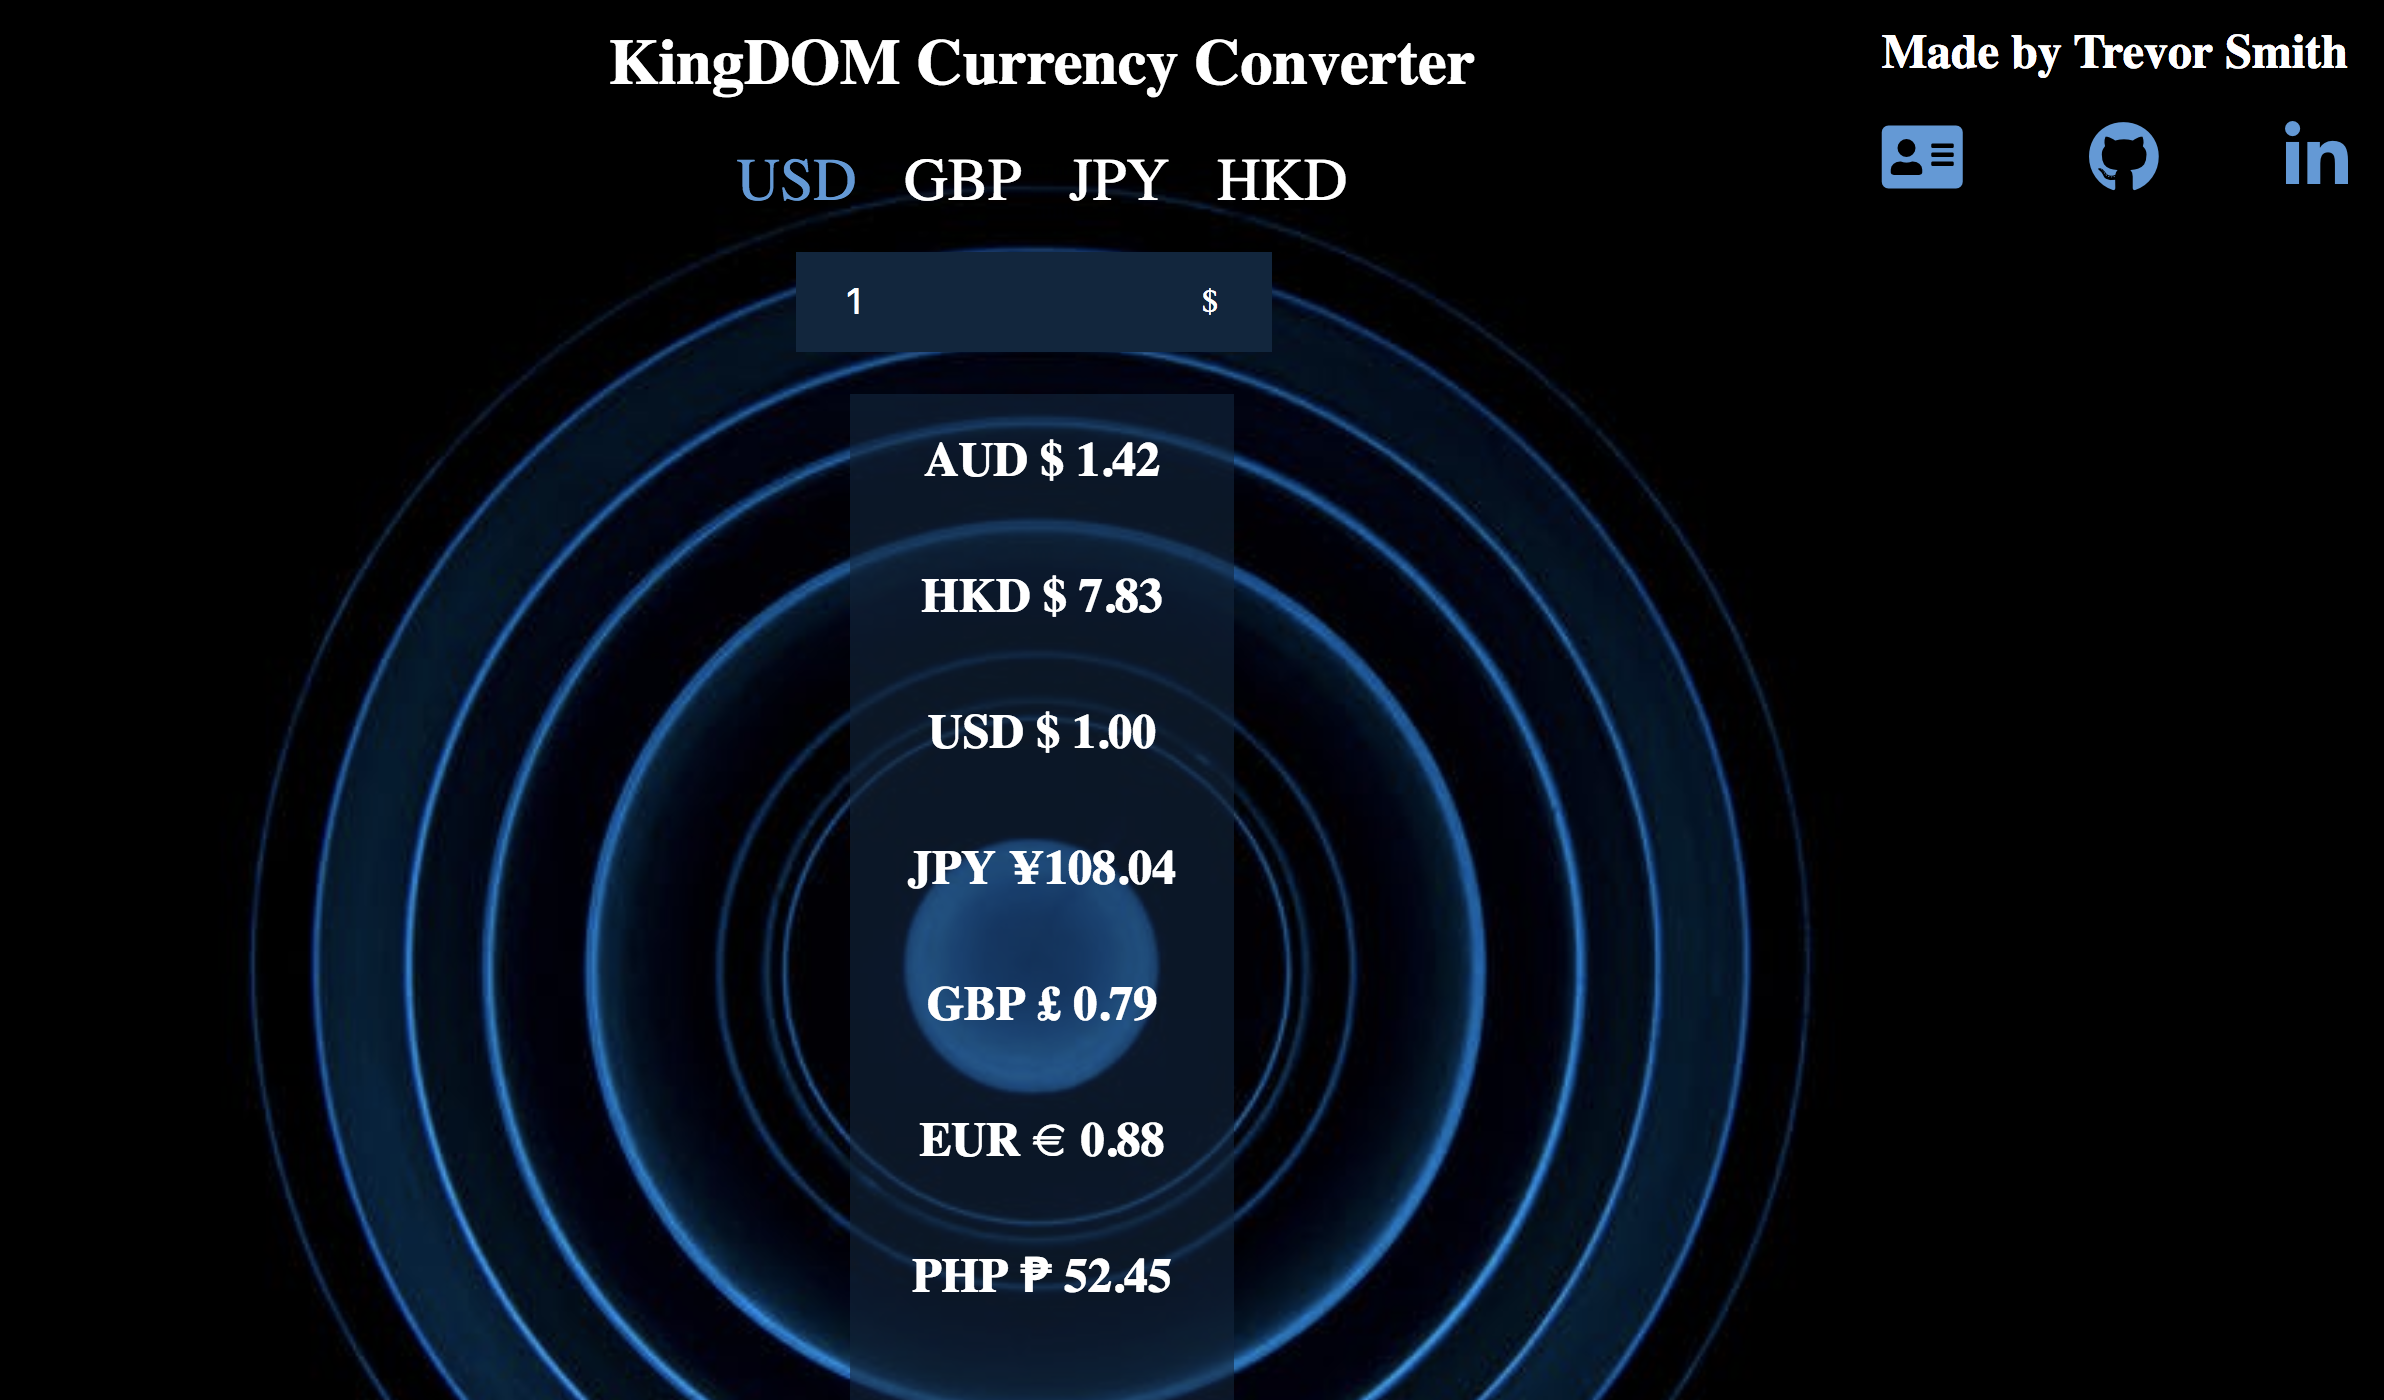 KingDOM Currency Converter
Made by Trevor Smith
USD GBP JPY HKD
in
1 $
AUD $ 1.42
HKD $ 7.83
USD $ 1.00
JPY ¥108.04
GBP £ 0.79
EUR € 0.88
PHP ₱ 52.45